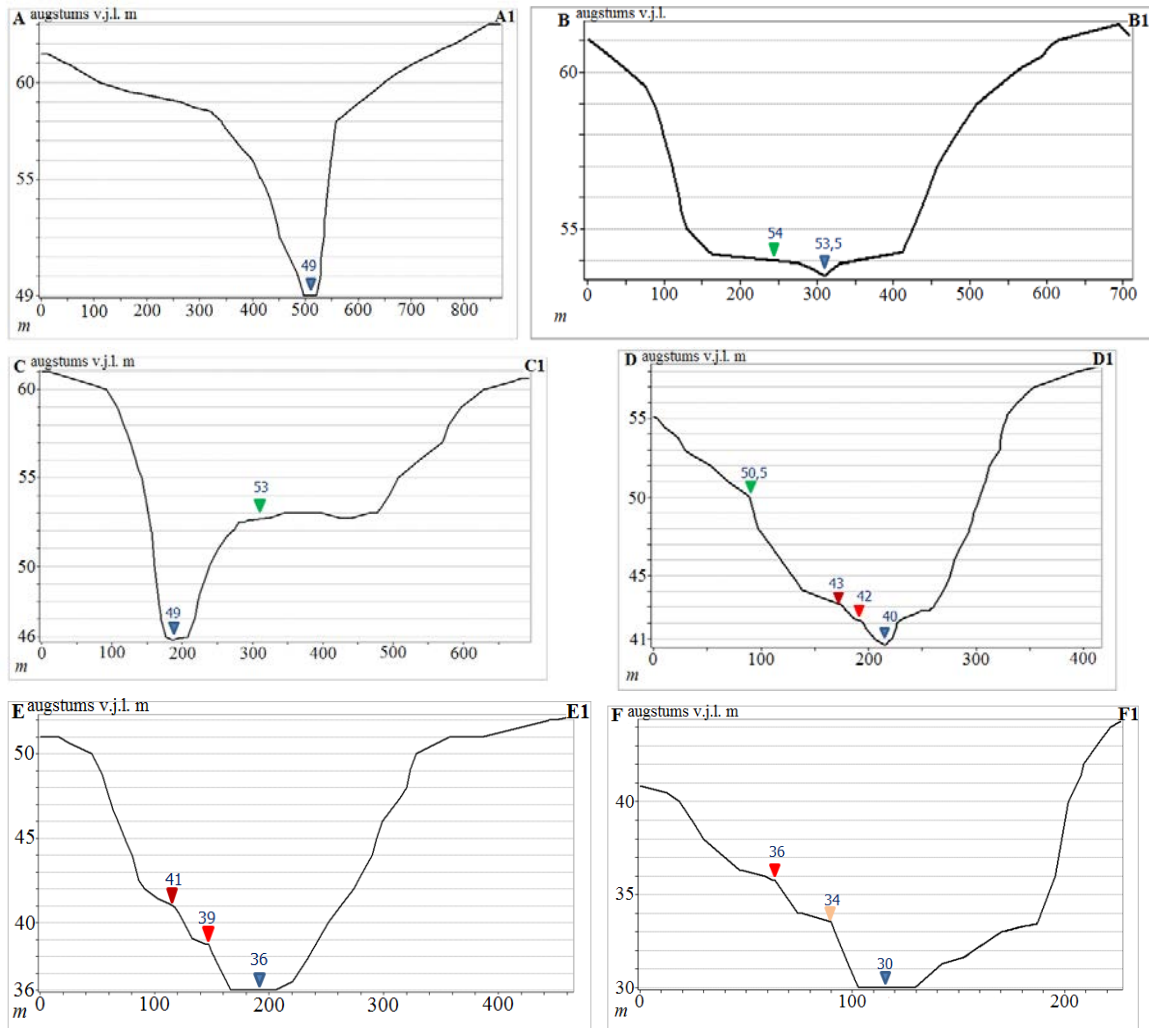 A augstums v.j.l. m A1
60
55
49
49
0 100 200 300 400 500 600 700 800
m
B augstums v.j.l. B1
60
55
54
53,5
0 100 200 300 400 500 600 700
m
C augstums v.j.l. m C1
60
55
53
50
49
46
0 100 200 300 400 500 600
m
D augstums v.j.l. m D1
55
50,5
50
45
43
42
40
41
0 100 200 300 400
m
E augstums v.j.l. m E1
50
45
41
40
39
36
36
0 100 200 300 400
m
F augstums v.j.l. m F1
40
36
35
34
30
30
0 100 200
m